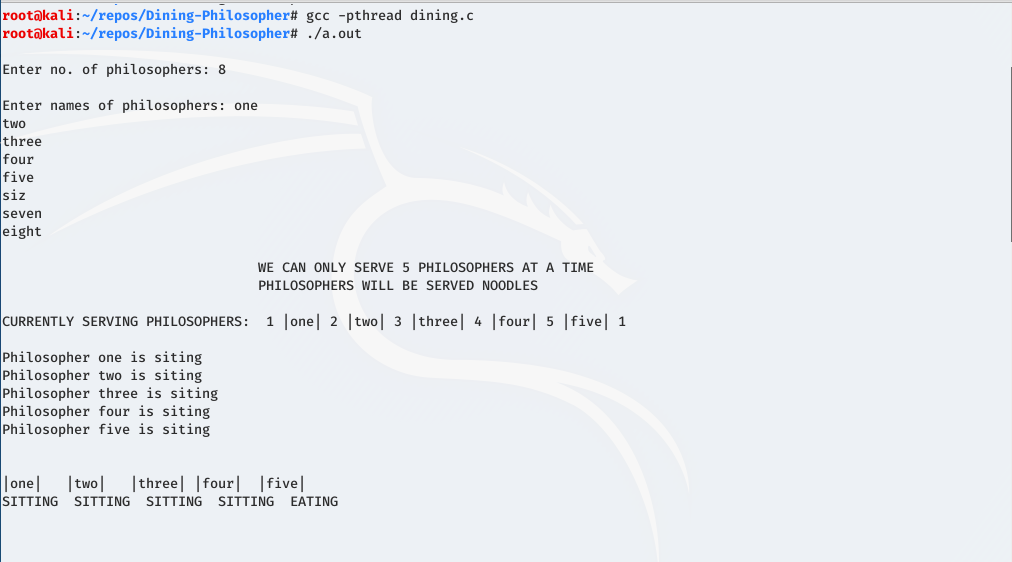 root@kali:~/repos/Dining-Philosopher# gcc -pthread dining.c
root@kali:~/repos/Dining-Philosopher# ./a.out
Enter no. of philosophers: 8
Enter names of philosophers: one
two
three
four
five
siz
seven
eight
WE CAN ONLY SERVE 5 PHILOSOPHERS AT A TIME
PHILOSOPHERS WILL BE SERVED NOODLES
CURRENTLY SERVING PHILOSOPHERS:  1 |one| 2 |two| 3 |three| 4 |four| 5 |five| 1
Philosopher one is siting
Philosopher two is siting
Philosopher three is siting
Philosopher four is siting
Philosopher five is siting
|one|   |two|   |three| |four|  |five|
SITTING  SITTING  SITTING  SITTING  EATING